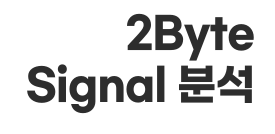 2Byte
Signal 분석